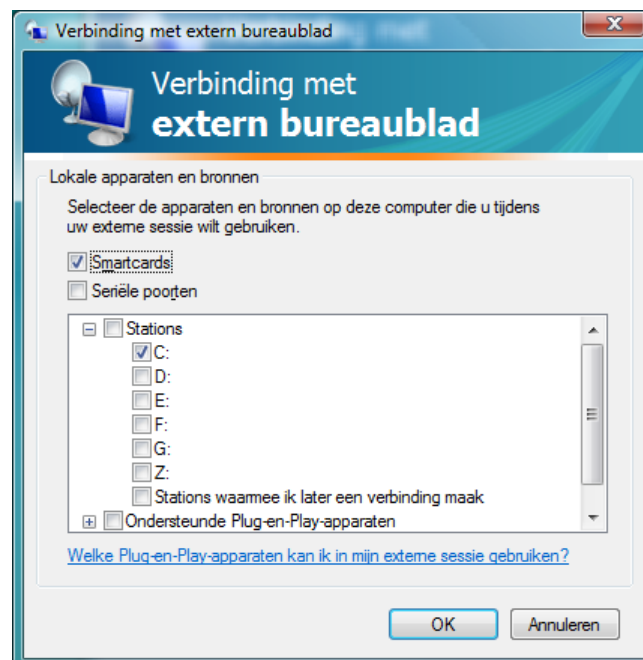 Verbinding met extern bureaublad
Verbinding met
extern bureaublad
Lokale apparaten en bronnen
Selecteer de apparaten en bronnen op deze computer die u tijdens
uw externe sessie wilt gebruiken.
Smartcards
Seriële poorten
Stations
C:
D:
E:
F:
G:
Z:
Stations waarmee ik later een verbinding maak
Ondersteunde Plug-en-Play-apparaten
Welke Plug-en-Play-apparaten kan ik in mijn externe sessie gebruiken?
OK
Annuleren